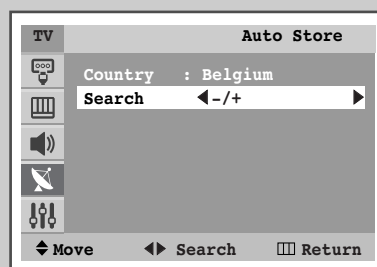 TV Auto Store
Country : Belgium
Search ◀-/+ ▶
Move ◀▶ Search Return